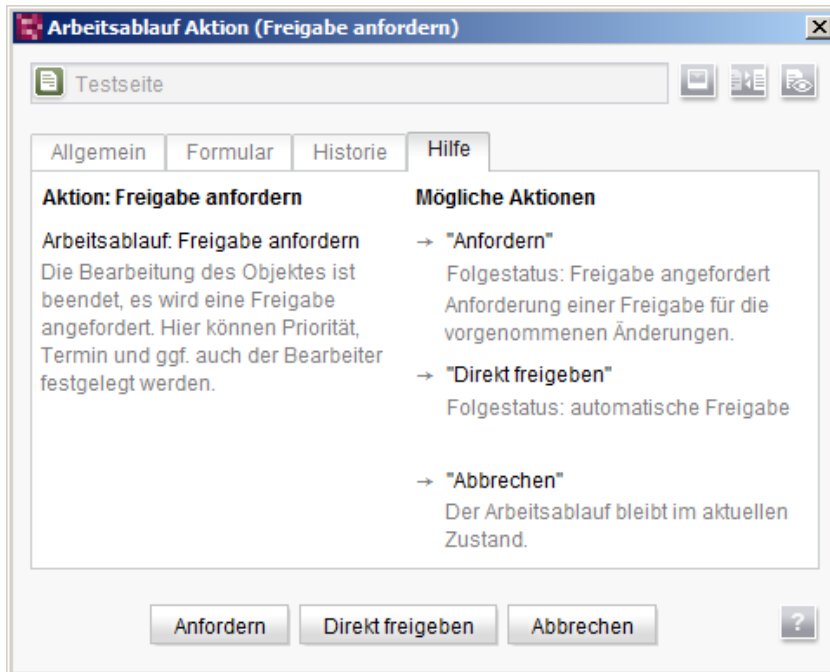 Arbeitsablauf Aktion (Freigabe anfordern)
Testseite
Allgemein
Formular
Historie
Hilfe
Aktion: Freigabe anfordern
Arbeitsablauf: Freigabe anfordern
Die Bearbeitung des Objektes ist
beendet, es wird eine Freigabe
angefordert. Hier können Priorität,
Termin und ggf. auch der Bearbeiter
festgelegt werden.
Mögliche Aktionen
→ "Anfordern"
Folgestatus: Freigabe angefordert
Anforderung einer Freigabe für die
vorgenommenen Änderungen.
→ "Direkt freigeben"
Folgestatus: automatische Freigabe
→ "Abbrechen"
Der Arbeitsablauf bleibt im aktuellen
Zustand.
Anfordern
Direkt freigeben
Abbrechen
?